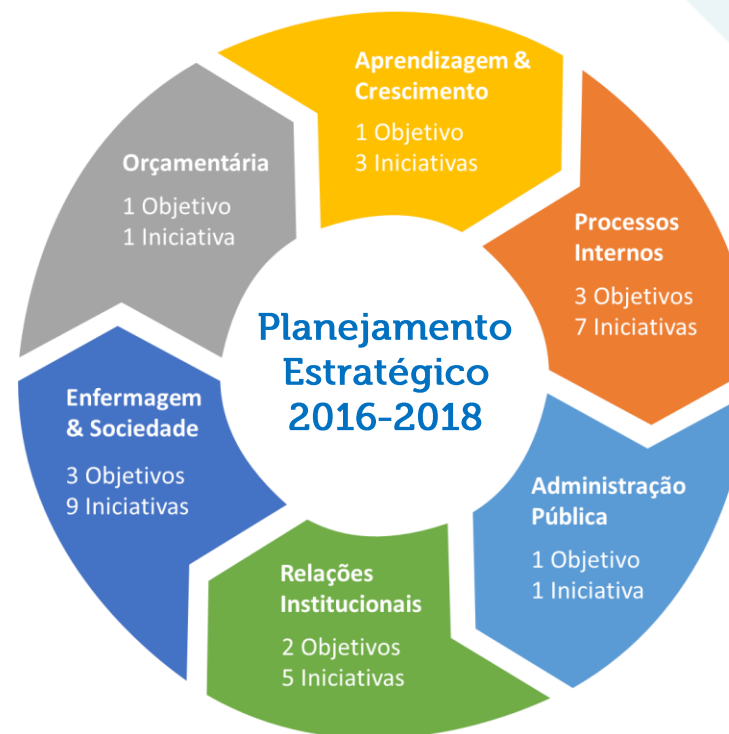 Aprendizagem &
Crescimento
1 Objetivo
3 Iniciativas
Processos
Internos
3 Objetivos
7 Iniciativas
Administração
Pública
1 Objetivo
1 Iniciativa
Relações
Institucionais
2 Objetivos
5 Iniciativas
Enfermagem
& Sociedade
3 Objetivos
9 Iniciativas
Orçamentária
1 Objetivo
1 Iniciativa
Planejamento
Estratégico
2016-2018